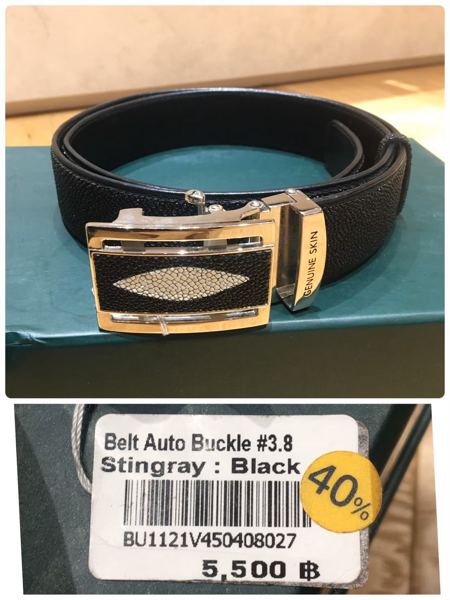 GENUINE SKIN
Belt Auto Buckle #3.8
Stingray : Black
40%
BU1121V450408027
5,500 ฿